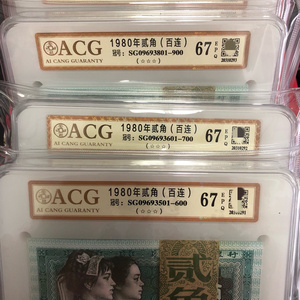 ACG
AI CANG GUARANTY
1980年贰角（百连）
冠号：SG09693801-900
（☆☆☆）
67 EPQ
ACG
AI CANG GUARANTY
1980年贰角（百连）
冠号：SG09693601-700
（☆☆☆）
67 EPQ
ACG
AI CANG GUARANTY
1980年贰角（百连）
冠号：SG09693501-600
（☆☆☆）
67 EPQ
贰角